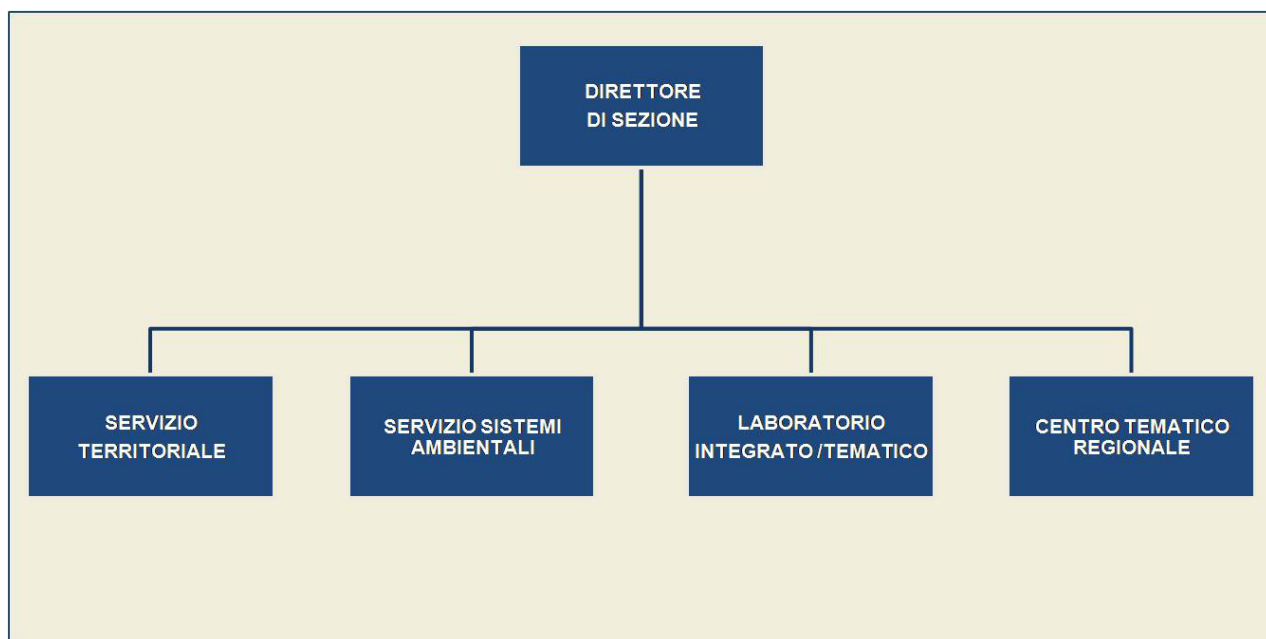 DIRETTORE
DI SEZIONE
SERVIZIO
TERRITORIALE
SERVIZIO SISTEMI
AMBIENTALI
LABORATORIO
INTEGRATO /TEMATICO
CENTRO TEMATICO
REGIONALE